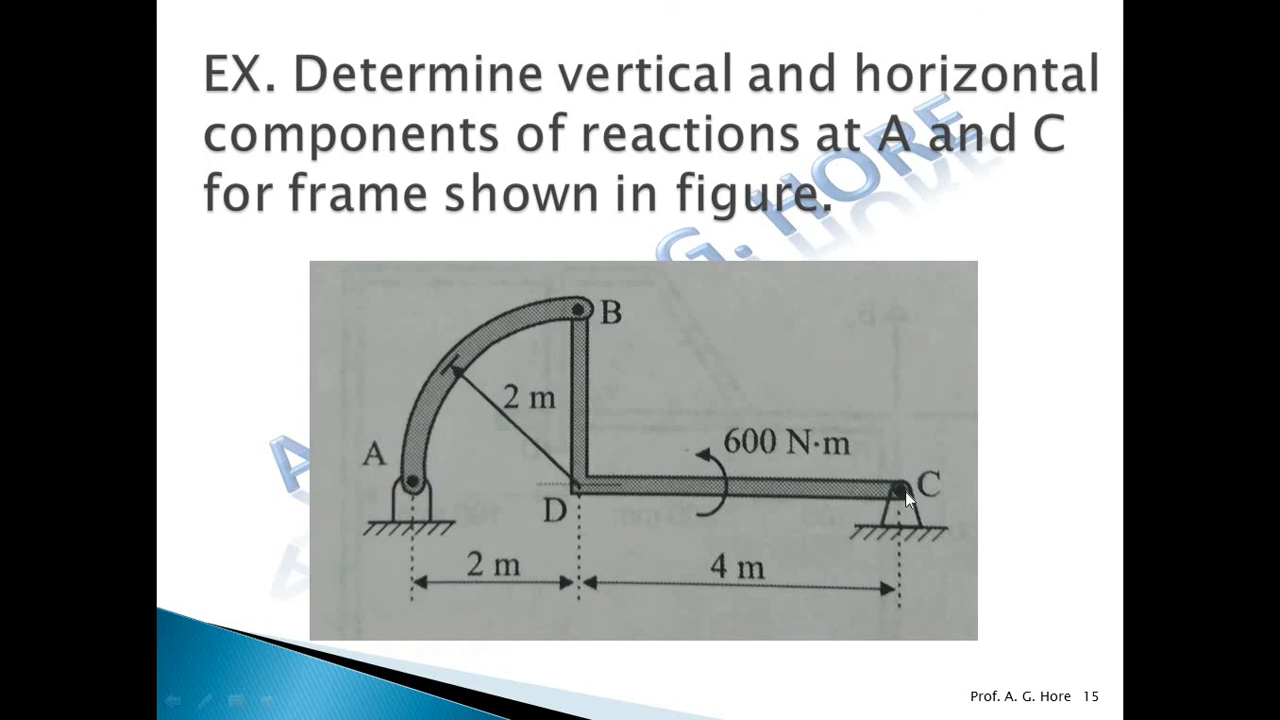 EX. Determine vertical and horizontal
components of reactions at A and C
for frame shown in figure.
A G. HORE
B
2 m
A
600 N·m
C
D
2 m
4 m
Prof. A. G. Hore 15